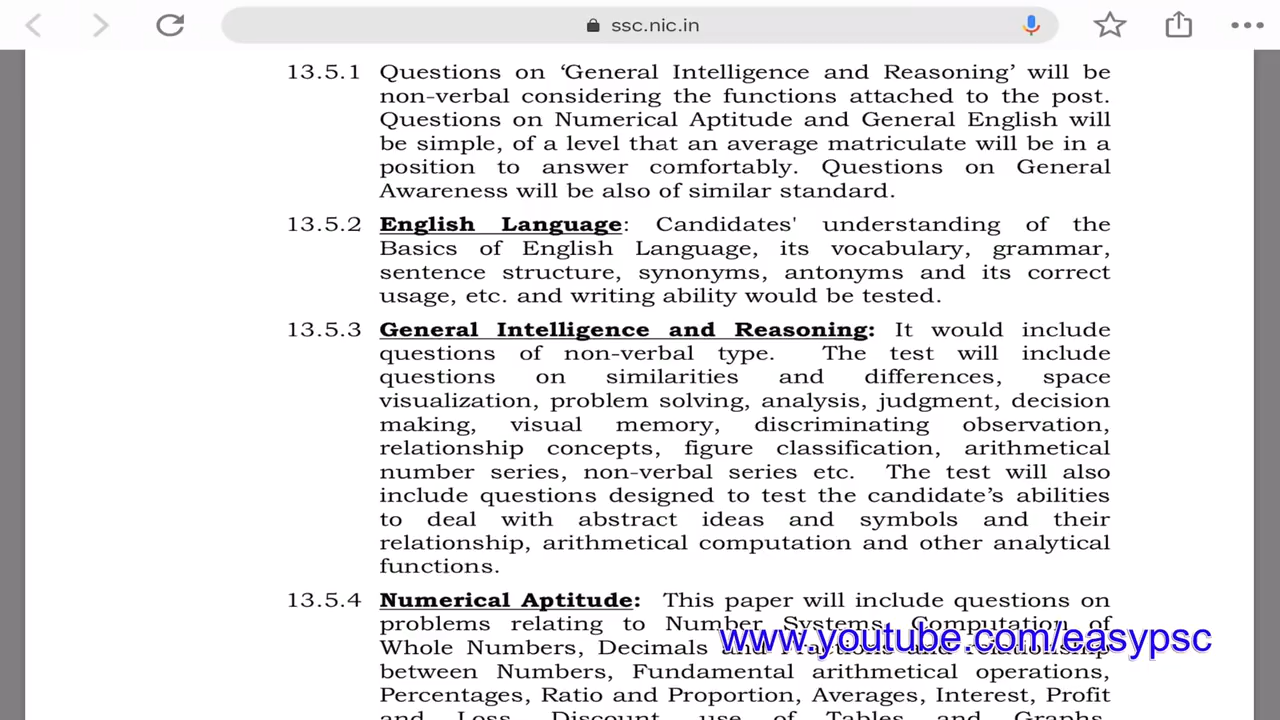 ssc.nic.in
13.5.1 Questions on ‘General Intelligence and Reasoning’ will be
non-verbal considering the functions attached to the post.
Questions on Numerical Aptitude and General English will
be simple, of a level that an average matriculate will be in a
position to answer comfortably. Questions on General
Awareness will be also of similar standard.
13.5.2 English Language: Candidates' understanding of the
Basics of English Language, its vocabulary, grammar,
sentence structure, synonyms, antonyms and its correct
usage, etc. and writing ability would be tested.
13.5.3 General Intelligence and Reasoning: It would include
questions of non-verbal type. The test will include
questions on similarities and differences, space
visualization, problem solving, analysis, judgment, decision
making, visual memory, discriminating observation,
relationship concepts, figure classification, arithmetical
number series, non-verbal series etc. The test will also
include questions designed to test the candidate’s abilities
to deal with abstract ideas and symbols and their
relationship, arithmetical computation and other analytical
functions.
13.5.4 Numerical Aptitude: This paper will include questions on
problems relating to Number Systems, Computation of
www.youtube.com/easypsc
Whole Numbers, Decimals and Fractions and relationship
between Numbers, Fundamental arithmetical operations,
Percentages, Ratio and Proportion, Averages, Interest, Profit
and Loss, Discount, use of Tables and Graphs,